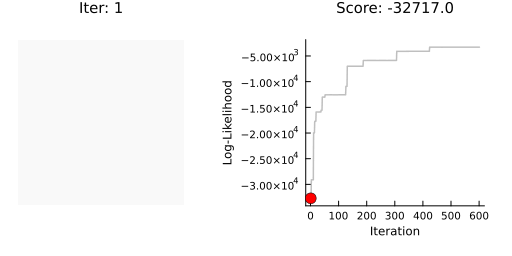 Iter: 1
Score: -32717.0
Log-Likelihood
−5.00×10³
−1.00×10⁴
−1.50×10⁴
−2.00×10⁴
−2.50×10⁴
−3.00×10⁴
0 100 200 300 400 500 600
Iteration